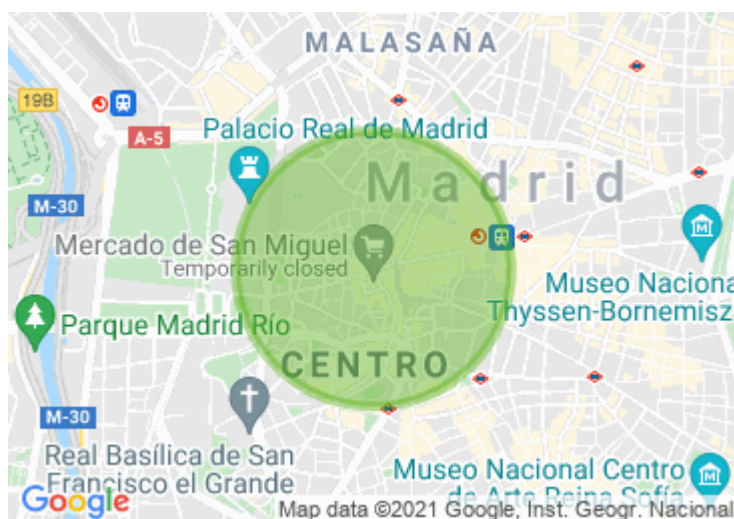 MALASAÑA
19B
A-5
Palacio Real de Madrid
Madrid
M-30
Mercado de San Miguel
Temporarily closed
Museo Naciona
Thyssen-Bornemisz
Parque Madrid Río
CENTRO
M-30
Real Basílica de San
Francisco el Grande
Museo Nacional Centro
de Arte Reina Sofía
Google
Map data ©2021 Google, Inst. Geogr. Nacional